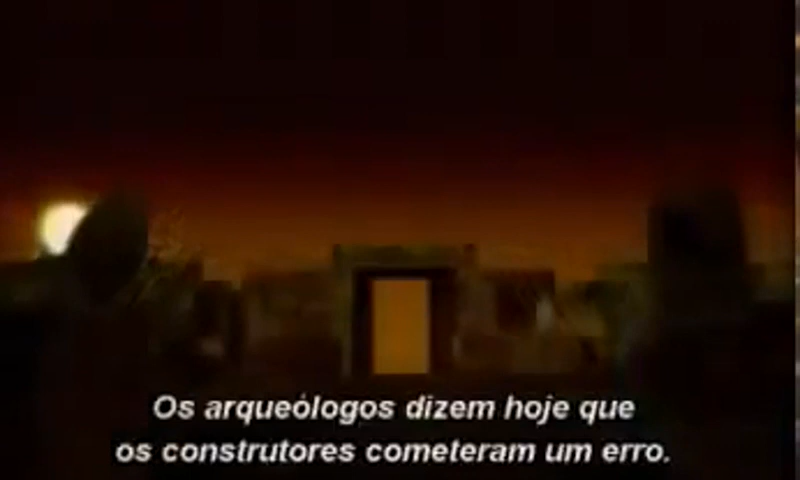 Os arqueólogos dizem hoje que
os construtores cometeram um erro.